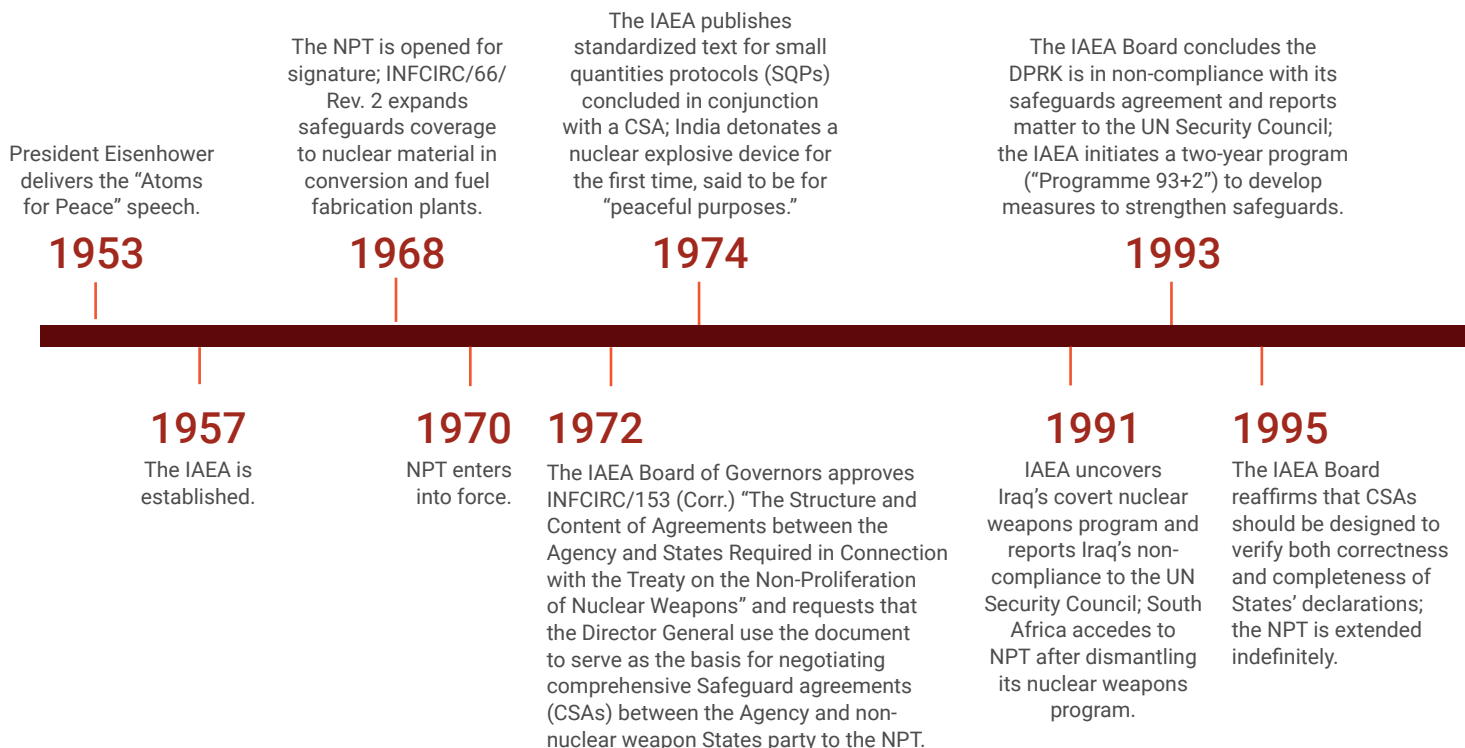 President Eisenhower
delivers the “Atoms
for Peace” speech.
1953
The NPT is opened for
signature; INFCIRC/66/
Rev. 2 expands
safeguards coverage
to nuclear material in
conversion and fuel
fabrication plants.
1968
The IAEA publishes
standardized text for small
quantities protocols (SQPs)
concluded in conjunction
with a CSA; India detonates a
nuclear explosive device for
the first time, said to be for
“peaceful purposes.”
1974
The IAEA Board concludes the
DPRK is in non-compliance with its
safeguards agreement and reports
matter to the UN Security Council;
the IAEA initiates a two-year program
(“Programme 93+2”) to develop
measures to strengthen safeguards.
1993
1957
The IAEA is
established.
1970
NPT enters
into force.
1972
The IAEA Board of Governors approves
INFCIRC/153 (Corr.) “The Structure and
Content of Agreements between the
Agency and States Required in Connection
with the Treaty on the Non-Proliferation
of Nuclear Weapons” and requests that
the Director General use the document
to serve as the basis for negotiating
comprehensive Safeguard agreements
(CSAs) between the Agency and non-
nuclear weapon States party to the NPT.
1991
IAEA uncovers
Iraq’s covert nuclear
weapons program and
reports Iraq’s non-
compliance to the UN
Security Council; South
Africa accedes to
NPT after dismantling
its nuclear weapons
program.
1995
The IAEA Board
reaffirms that CSAs
should be designed to
verify both correctness
and completeness of
States’ declarations;
the NPT is extended
indefinitely.